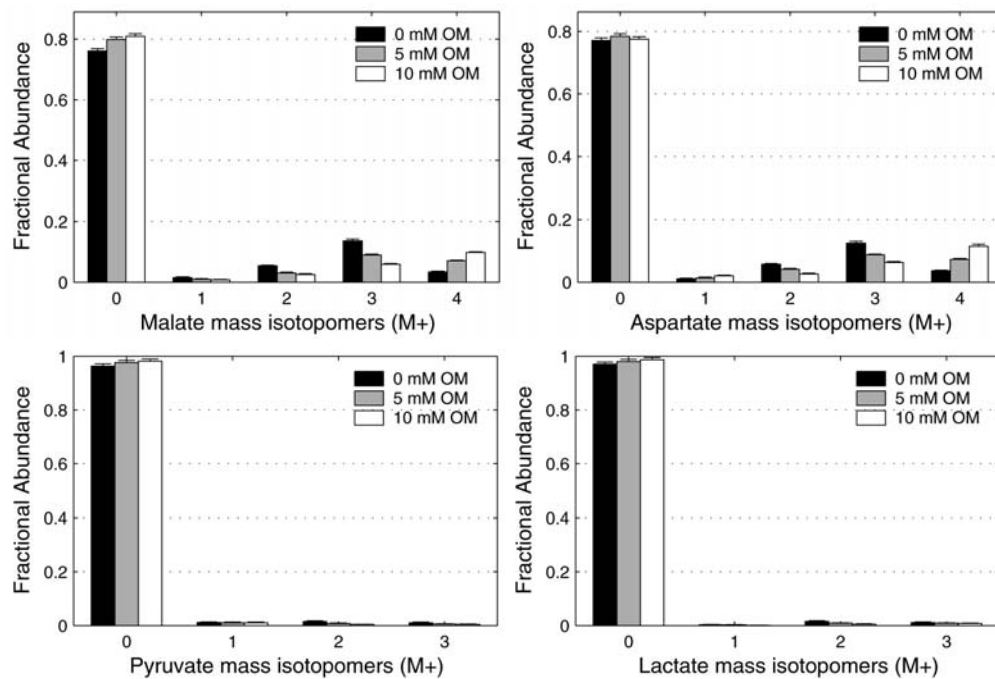 0 mM OM
5 mM OM
10 mM OM
Fractional Abundance
0.8
0.6
0.4
0.2
0
0 1 2 3 4
Malate mass isotopomers (M+)
0 mM OM
5 mM OM
10 mM OM
Fractional Abundance
0.8
0.6
0.4
0.2
0
0 1 2 3 4
Aspartate mass isotopomers (M+)
0 mM OM
5 mM OM
10 mM OM
Fractional Abundance
1
0.8
0.6
0.4
0.2
0
0 1 2 3
Pyruvate mass isotopomers (M+)
0 mM OM
5 mM OM
10 mM OM
Fractional Abundance
1
0.8
0.6
0.4
0.2
0
0 1 2 3
Lactate mass isotopomers (M+)